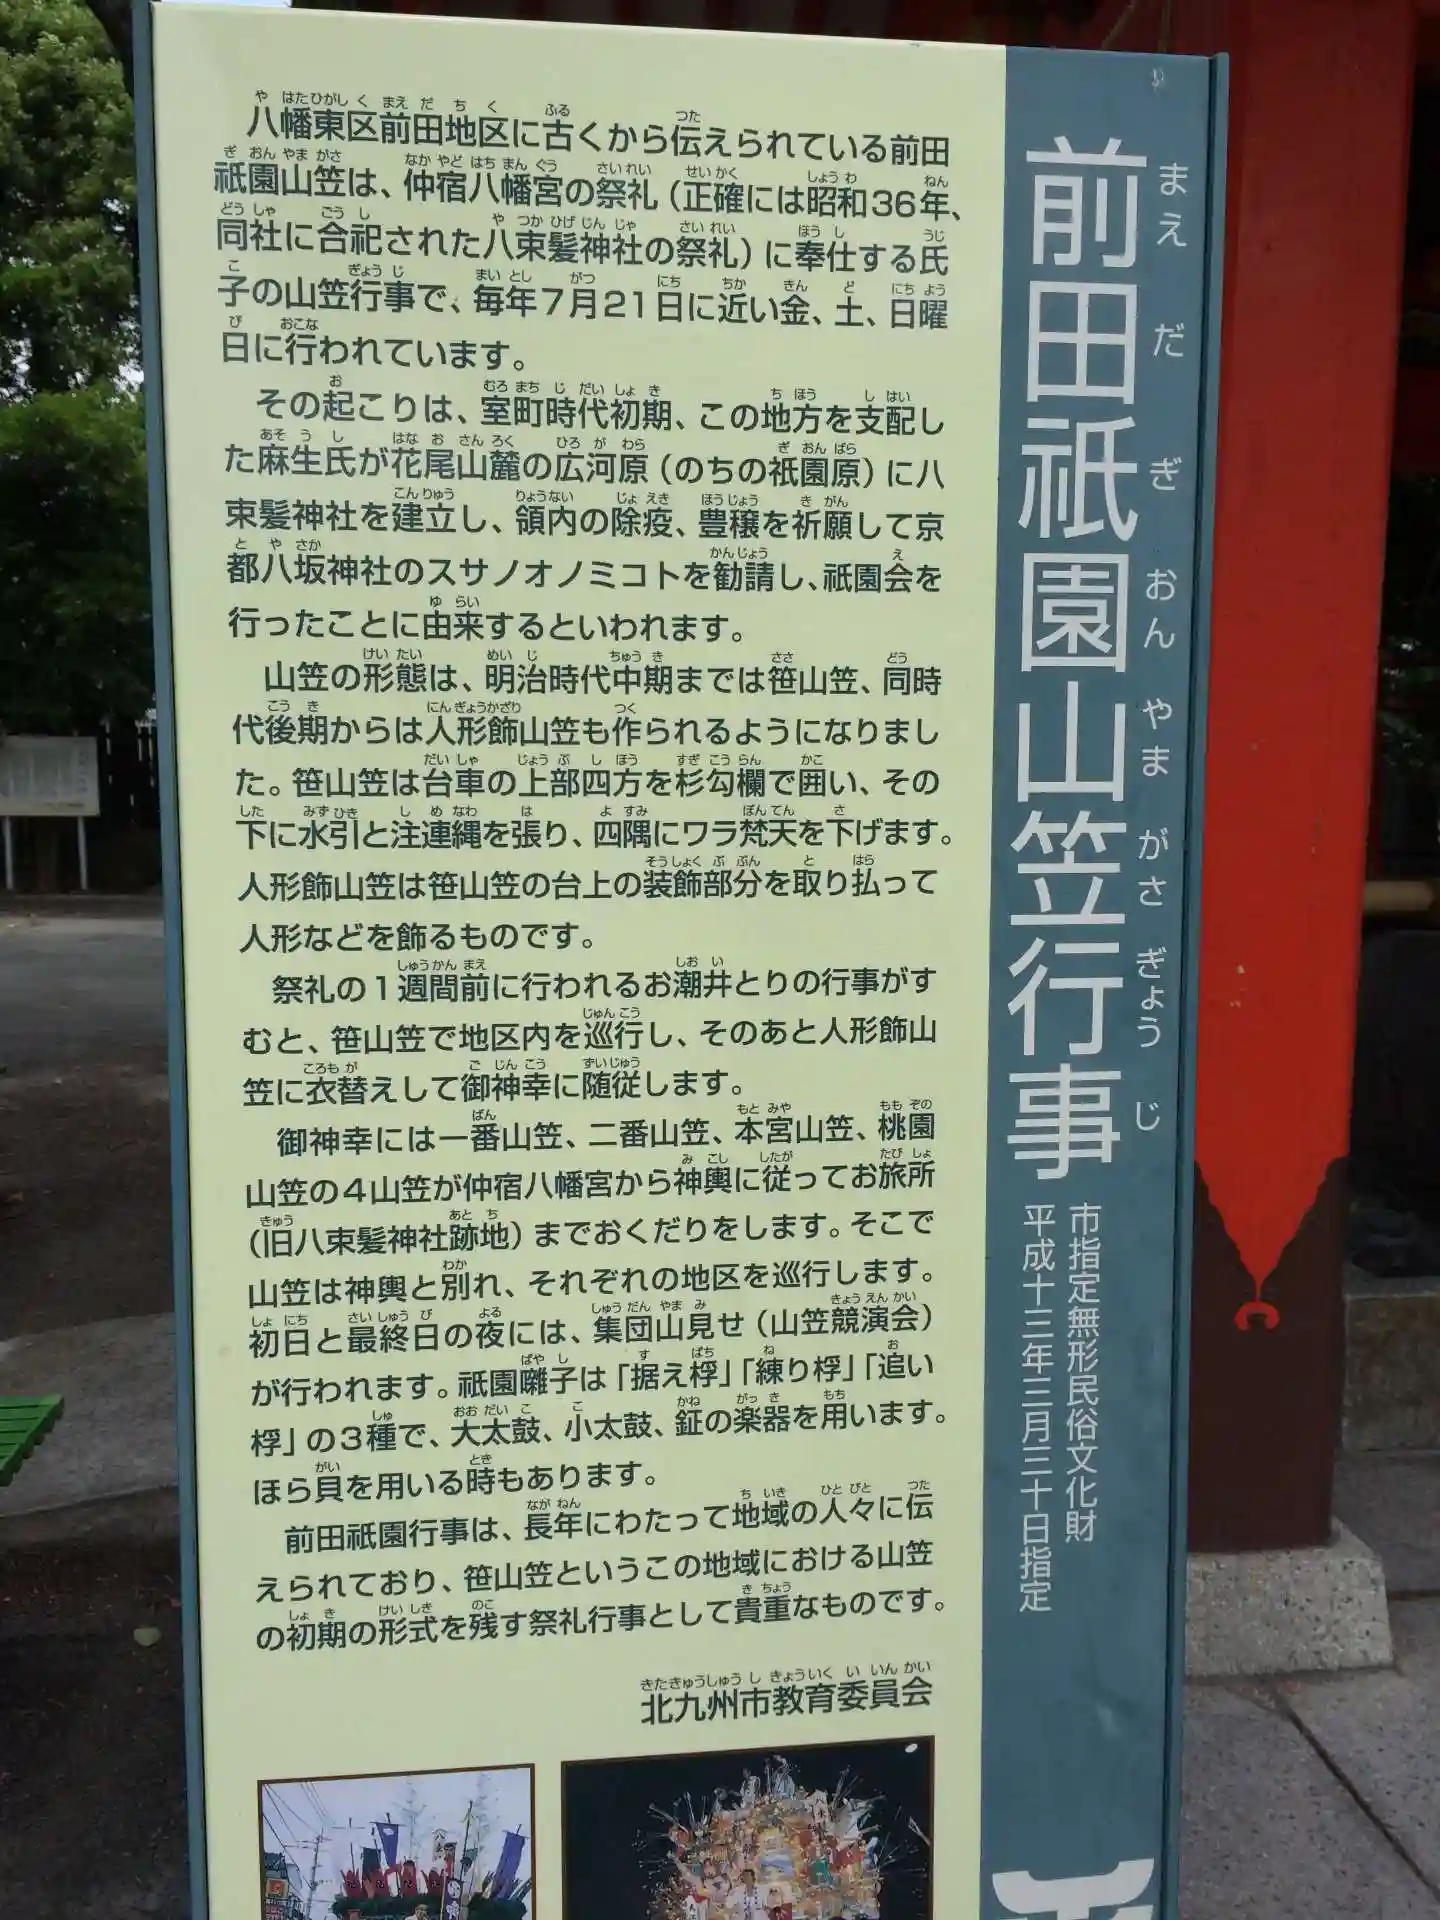 前田祇園山笠行事
まえだぎおんやまがさぎょうじ
市指定無形民俗文化財
平成十三年三月三十日指定
八幡東区前田地区に古くから伝えられている前田
祇園山笠は、仲宿八幡宮の祭礼（正確には昭和36年、
同社に合祀された八束髪神社の祭礼）に奉仕する氏
子の山笠行事で、毎年7月21日に近い金、土、日曜
日に行われています。
その起こりは、室町時代初期、この地方を支配し
た麻生氏が花尾山麓の広河原（のちの祇園原）に八
束髪神社を建立し、領内の除疫、豊穣を祈願して京
都八坂神社のスサノオノミコトを勧請し、祇園会を
行ったことに由来するといわれます。
山笠の形態は、明治時代中期までは笹山笠、同時
代後期からは人形飾山笠も作られるようになりまし
た。笹山笠は台車の上部四方を杉勾欄で囲い、その
下に水引と注連縄を張り、四隅にワラ梵天を下げます。
人形飾山笠は笹山笠の台上の装飾部分を取り払って
人形などを飾るものです。
祭礼の1週間前に行われるお潮井とりの行事がす
むと、笹山笠で地区内を巡行し、そのあと人形飾山
笠に衣替えして御神幸に随従します。
御神幸には一番山笠、二番山笠、本宮山笠、桃園
山笠の4山笠が仲宿八幡宮から神輿に従ってお旅所
（旧八束髪神社跡地）までおくだりをします。そこで
山笠は神輿と別れ、それぞれの地区を巡行します。
初日と最終日の夜には、集団山見せ（山笠競演会）
が行われます。祇園囃子は「据え桴」「練り桴」「追い
桴」の3種で、大太鼓、小太鼓、鉦の楽器を用います。
ほら貝を用いる時もあります。
前田祇園行事は、長年にわたって地域の人々に伝
えられており、笹山笠というこの地域における山笠
の初期の形式を残す祭礼行事として貴重なものです。
北九州市教育委員会